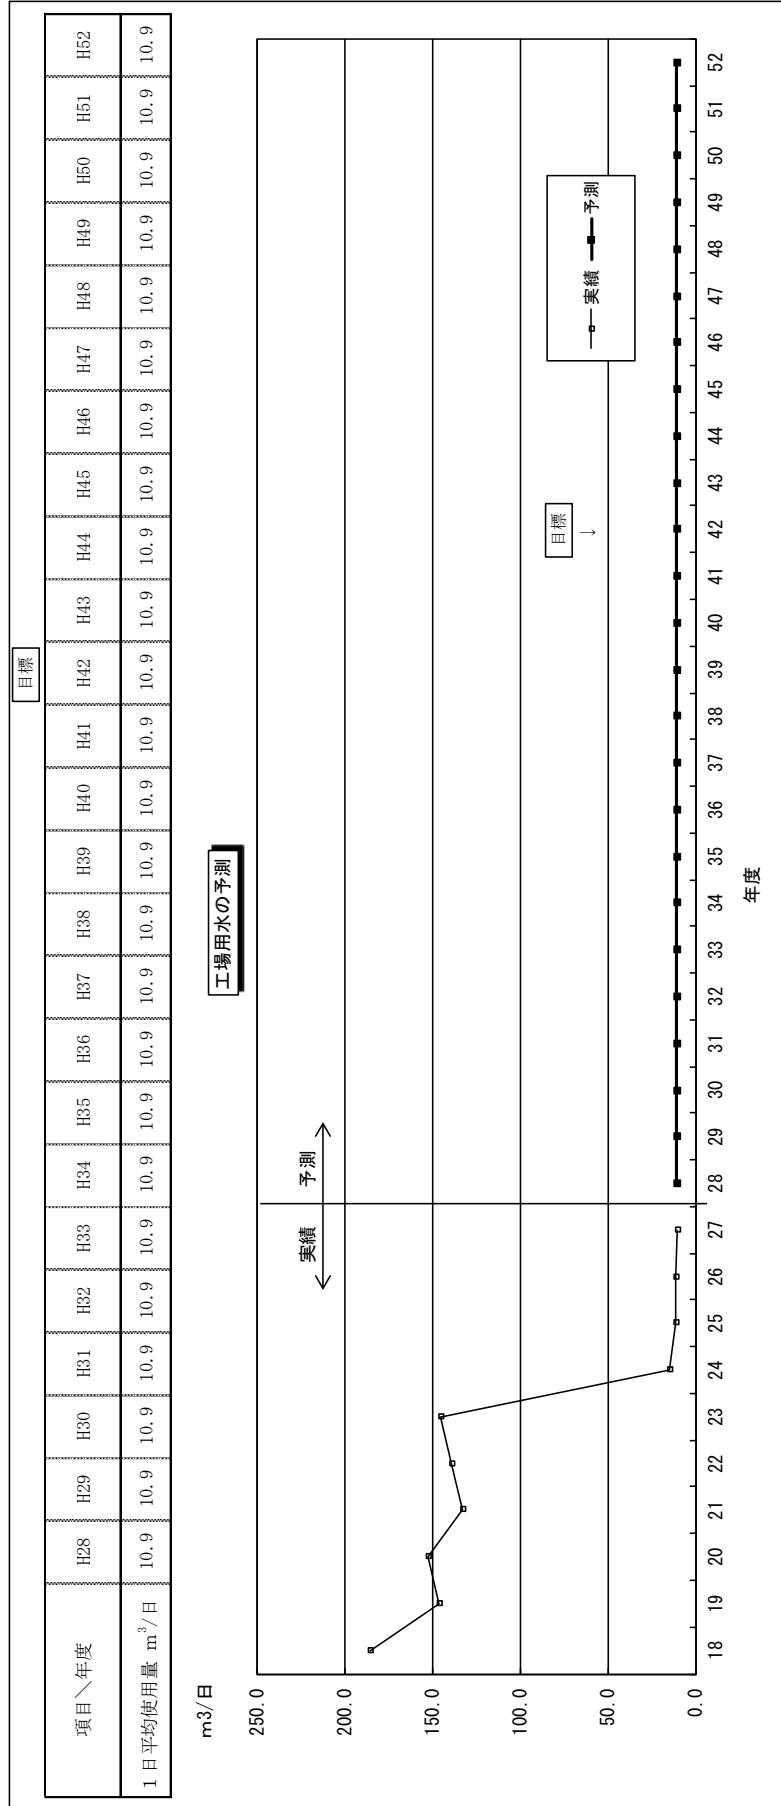 目標
項目＼年度 H28 H29 H30 H31 H32 H33 H34 H35 H36 H37 H38 H39 H40 H41 H42 H43 H44 H45 H46 H47 H48 H49 H50 H51 H52
1日平均使用量 m³/日 10.9 10.9 10.9 10.9 10.9 10.9 10.9 10.9 10.9 10.9 10.9 10.9 10.9 10.9 10.9 10.9 10.9 10.9 10.9 10.9 10.9 10.9 10.9 10.9 10.9
工場用水の予測
m3/日
250.0
200.0
150.0
100.0
50.0
0.0
実績 予測
実績 予測
目標
↓
18 19 20 21 22 23 24 25 26 27 28 29 30 31 32 33 34 35 36 37 38 39 40 41 42 43 44 45 46 47 48 49 50 51 52
年度